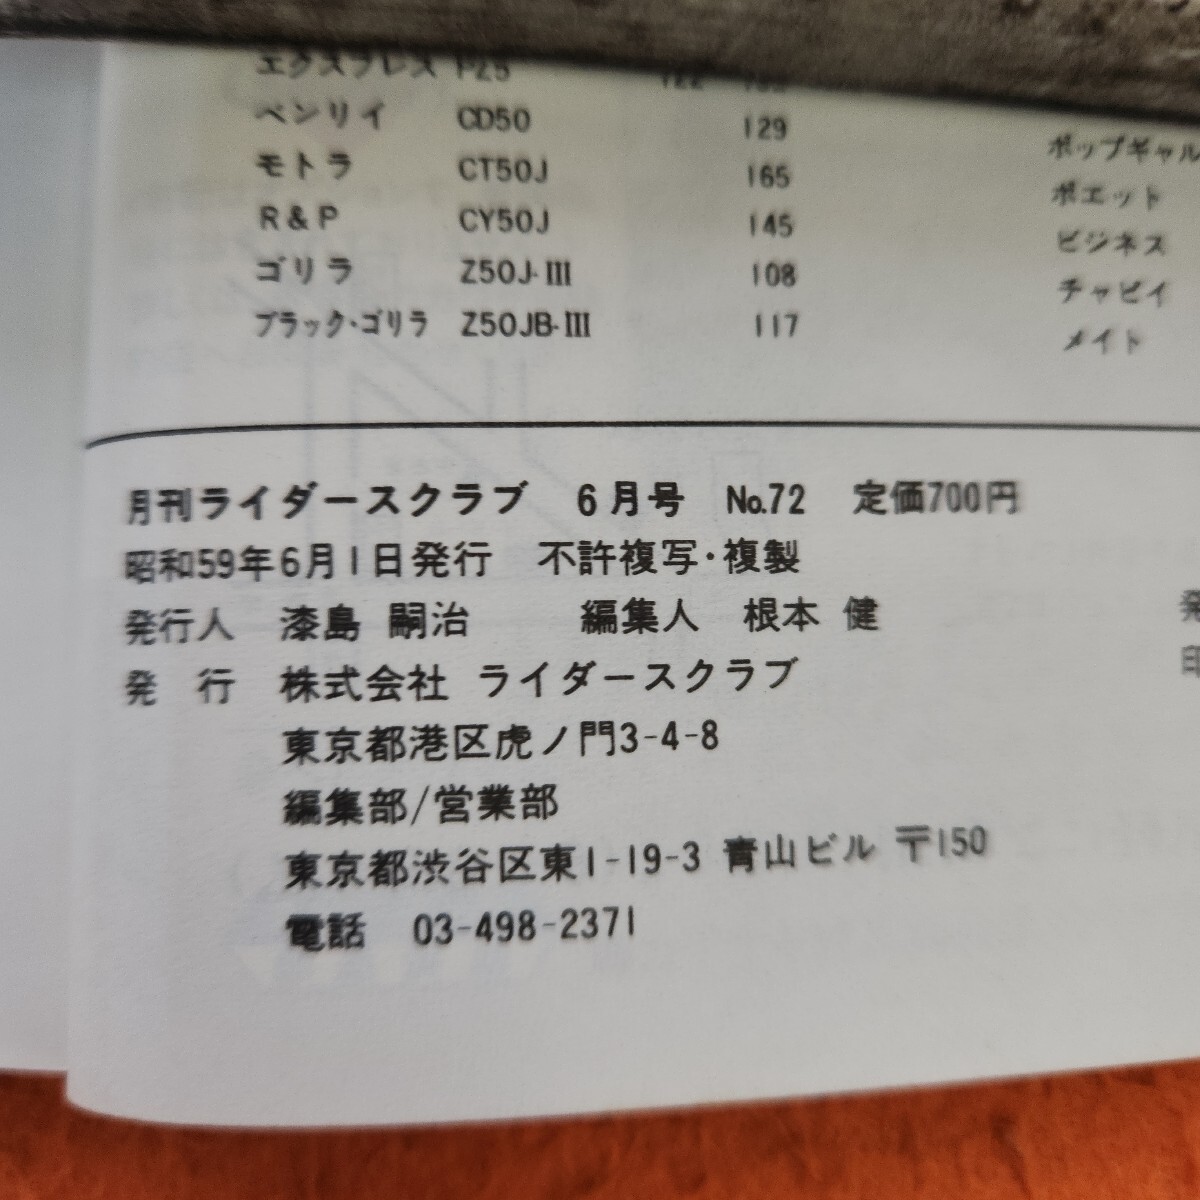 エクスプレス P25
ベンリイ CD50 129
モトラ CT50J 165
R&P CY50J 145
ゴリラ Z50J-III 108
ブラック・ゴリラ Z50JB-III 117
ポップギャル
ポエット
ビジネス
チャピイ
メイト
月刊ライダースクラブ 6月号 No.72 定価700円
昭和59年6月1日発行 不許複写・複製
発行人 漆島 嗣治 編集人 根本 健
発 行 株式会社 ライダースクラブ
東京都港区虎ノ門3-4-8
編集部/営業部
東京都渋谷区東1-19-3 青山ビル 〒150
電話 03-498-2371